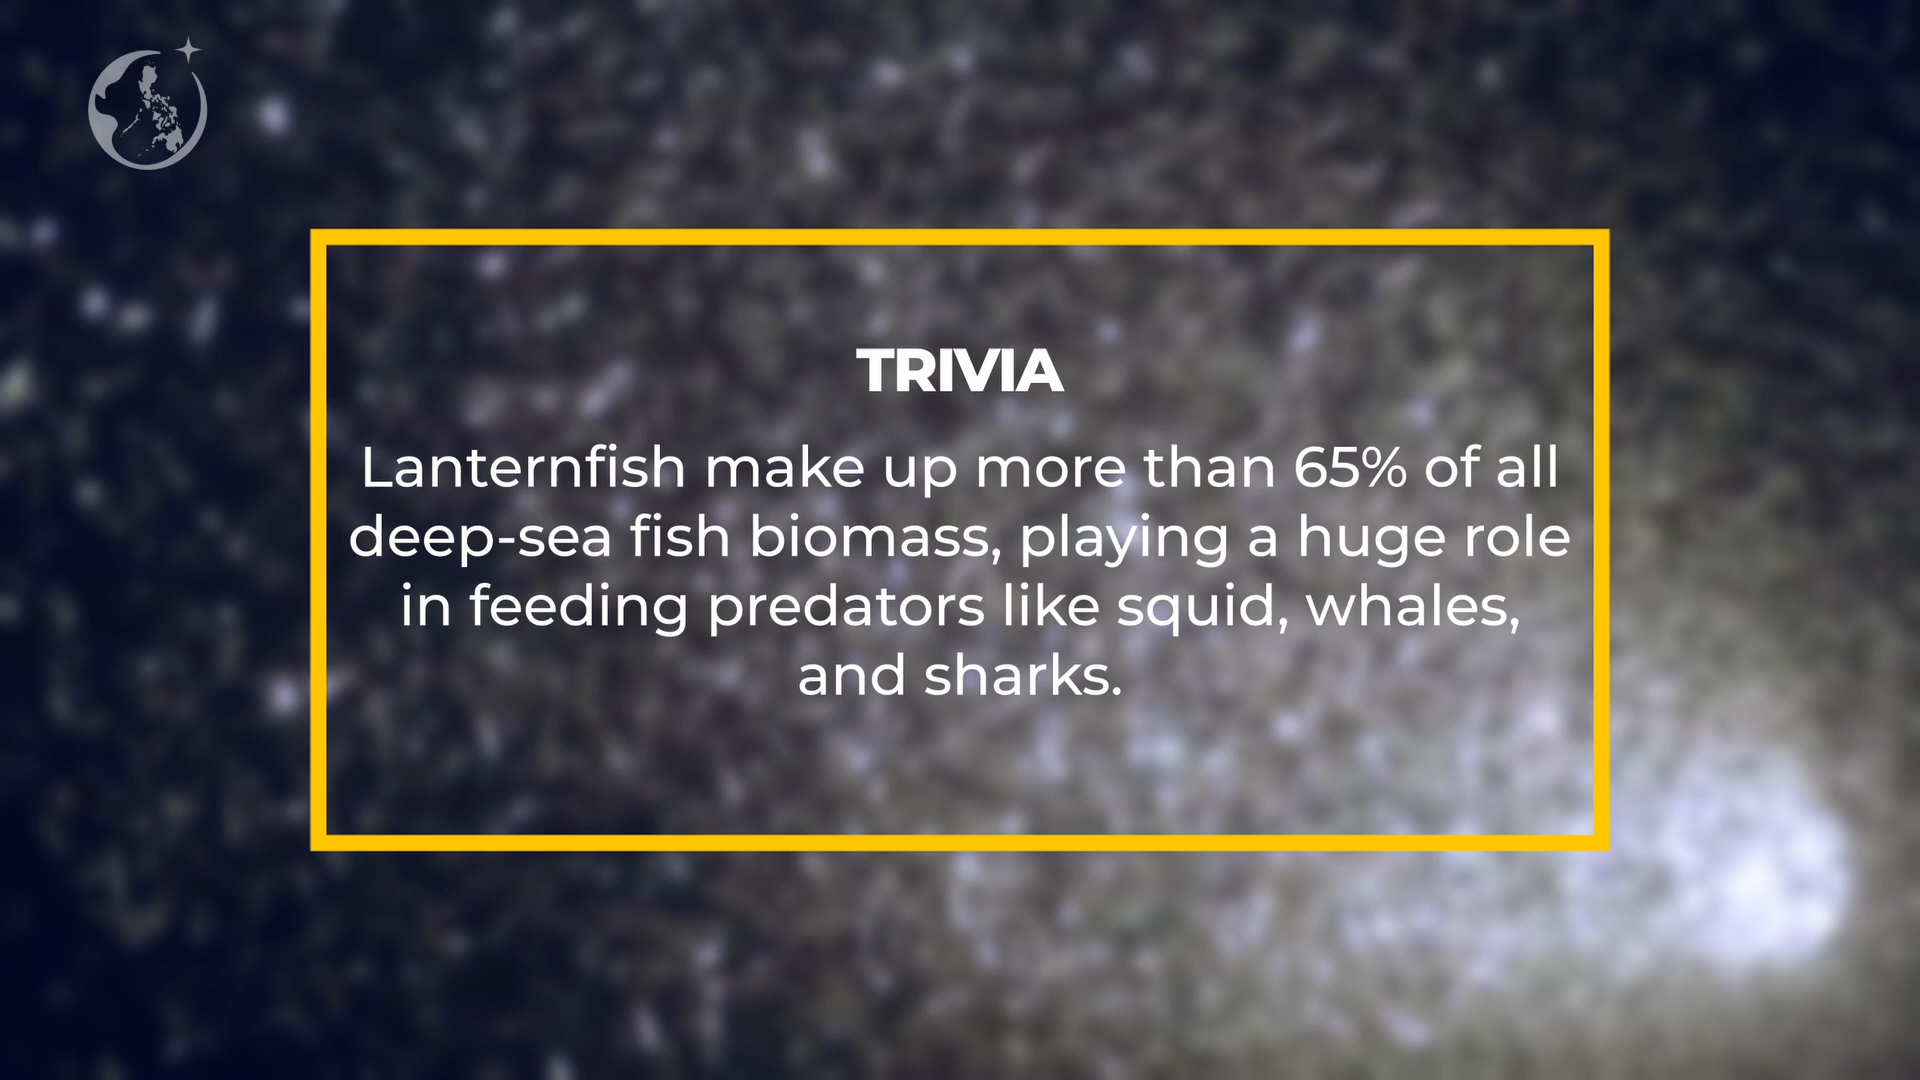 TRIVIA
Lanternfish make up more than 65% of all
deep-sea fish biomass, playing a huge role
in feeding predators like squid, whales,
and sharks.